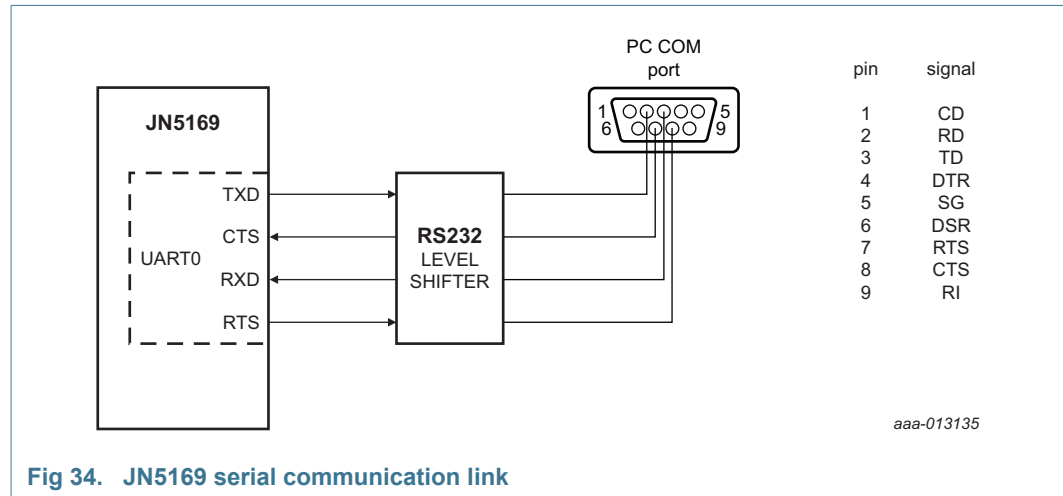 PC COM
port
pin signal
1 5
6 9
1 CD
2 RD
3 TD
4 DTR
5 SG
6 DSR
7 RTS
8 CTS
9 RI
JN5169
UART0
TXD
CTS
RXD
RTS
RS232
LEVEL
SHIFTER
aaa-013135
Fig 34. JN5169 serial communication link